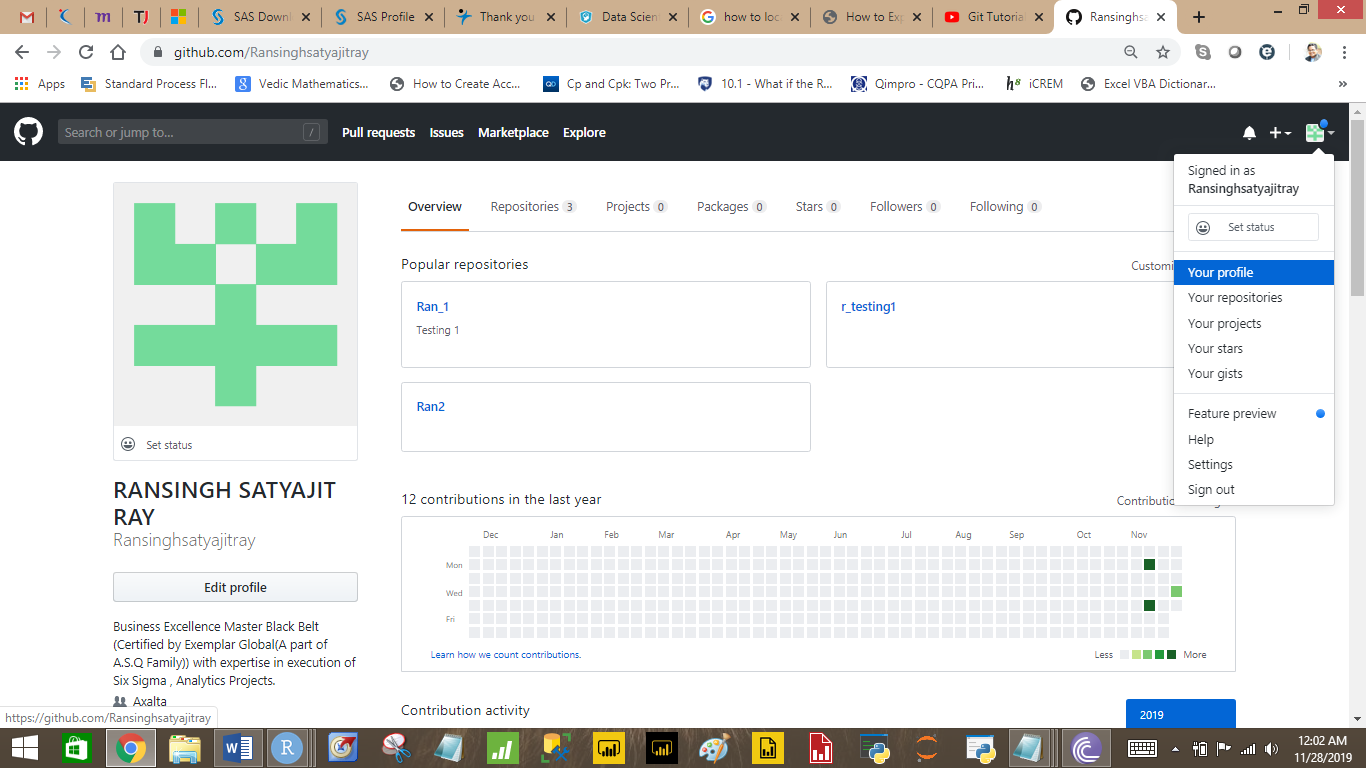 SAS Downl
SAS Profile
Thank you
Data Scien
how to loc
How to Exp
Git Tutoria
Ransinghs
github.com/Ransinghsatyajitray
Apps
Standard Process Fl...
Vedic Mathematics...
How to Create Acc...
Cp and Cpk: Two Pr...
10.1 - What if the R...
Qimpro - CQPA Pri...
iCREM
Excel VBA Dictionar...
»
Search or jump to...
/
Pull requests
Issues
Marketplace
Explore
Signed in as
Ransinghsatyajitray
Set status
Your profile
Your repositories
Your projects
Your stars
Your gists
Feature preview
Help
Settings
Sign out
Overview
Repositories 3
Projects 0
Packages 0
Stars 0
Followers 0
Following 0
Popular repositories
Customi
Ran_1
Testing 1
r_testing1
Ran2
Set status
RANSINGH SATYAJIT
RAY
Ransinghsatyajitray
Edit profile
Business Excellence Master Black Belt
(Certified by Exemplar Global(A part of
A.S.Q Family)) with expertise in execution of
Six Sigma , Analytics Projects.
Axalta
12 contributions in the last year
Dec Jan Feb Mar Apr May Jun Jul Aug Sep Oct Nov
Mon
Wed
Fri
Learn how we count contributions.
Less
More
Contribution activity
2019
https://github.com/Ransinghsatyajitray
12:02 AM
11/28/2019